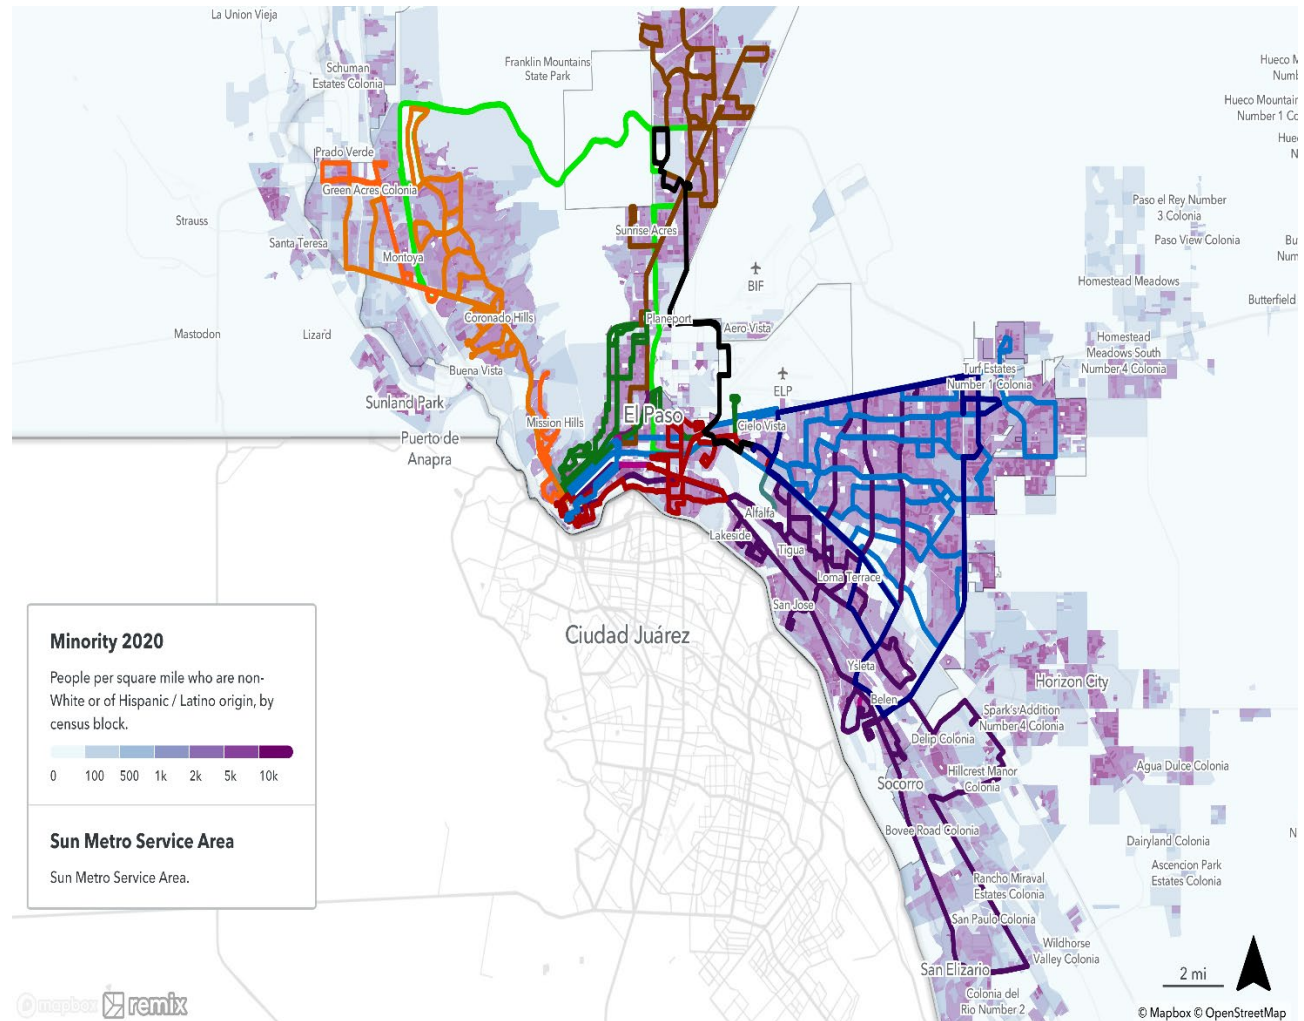 La Union Vieja
Schuman
Estates Colonia
Franklin Mountains
State Park
Hueco M
Numb
Hueco Mountain
Number 1 Co
Huec
N
Prado Verde
Green Acres Colonia
Strauss
Santa Teresa
Montoya
Sunrise Acres
Paso el Rey Number
3 Colonia
Paso View Colonia
Bu
Num
BIF
Homestead Meadows
Butterfield
Mastodon
Lizard
Coronado Hills
Planeport
Aero Vista
Homestead
Meadows South
Number 4 Colonia
Buena Vista
ELP
Turf Estates
Number 1 Colonia
Sunland Park
Mission Hills
El Paso
Cielo Vista
Puerto de
Anapra
Alfalfa
Lakeside
Tigua
Loma Terrace
San Jose
Ciudad Juárez
Ysleta
Belen
Horizon City
Spark's Addition
Number 4 Colonia
Delip Colonia
Hillcrest Manor
Colonia
Agua Dulce Colonia
Socorro
Bovee Road Colonia
Dairyland Colonia
N
Ascencion Park
Estates Colonia
Rancho Miraval
Estates Colonia
San Paulo Colonia
Wildhorse
Valley Colonia
San Elizario
Colonia del
Rio Number 2
Minority 2020
People per square mile who are non-
White or of Hispanic / Latino origin, by
census block.
0 100 500 1k 2k 5k 10k
Sun Metro Service Area
Sun Metro Service Area.
2 mi
mapbox remix
© Mapbox © OpenStreetMap